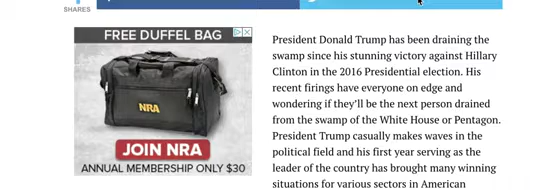 SHARES
FREE DUFFEL BAG
NRA
JOIN NRA
ANNUAL MEMBERSHIP ONLY $30
President Donald Trump has been draining the
swamp since his stunning victory against Hillary
Clinton in the 2016 Presidential election. His
recent firings have everyone on edge and
wondering if they'll be the next person drained
from the swamp of the White House or Pentagon.
President Trump casually makes waves in the
political field and his first year serving as the
leader of the country has brought many winning
situations for various sectors in American